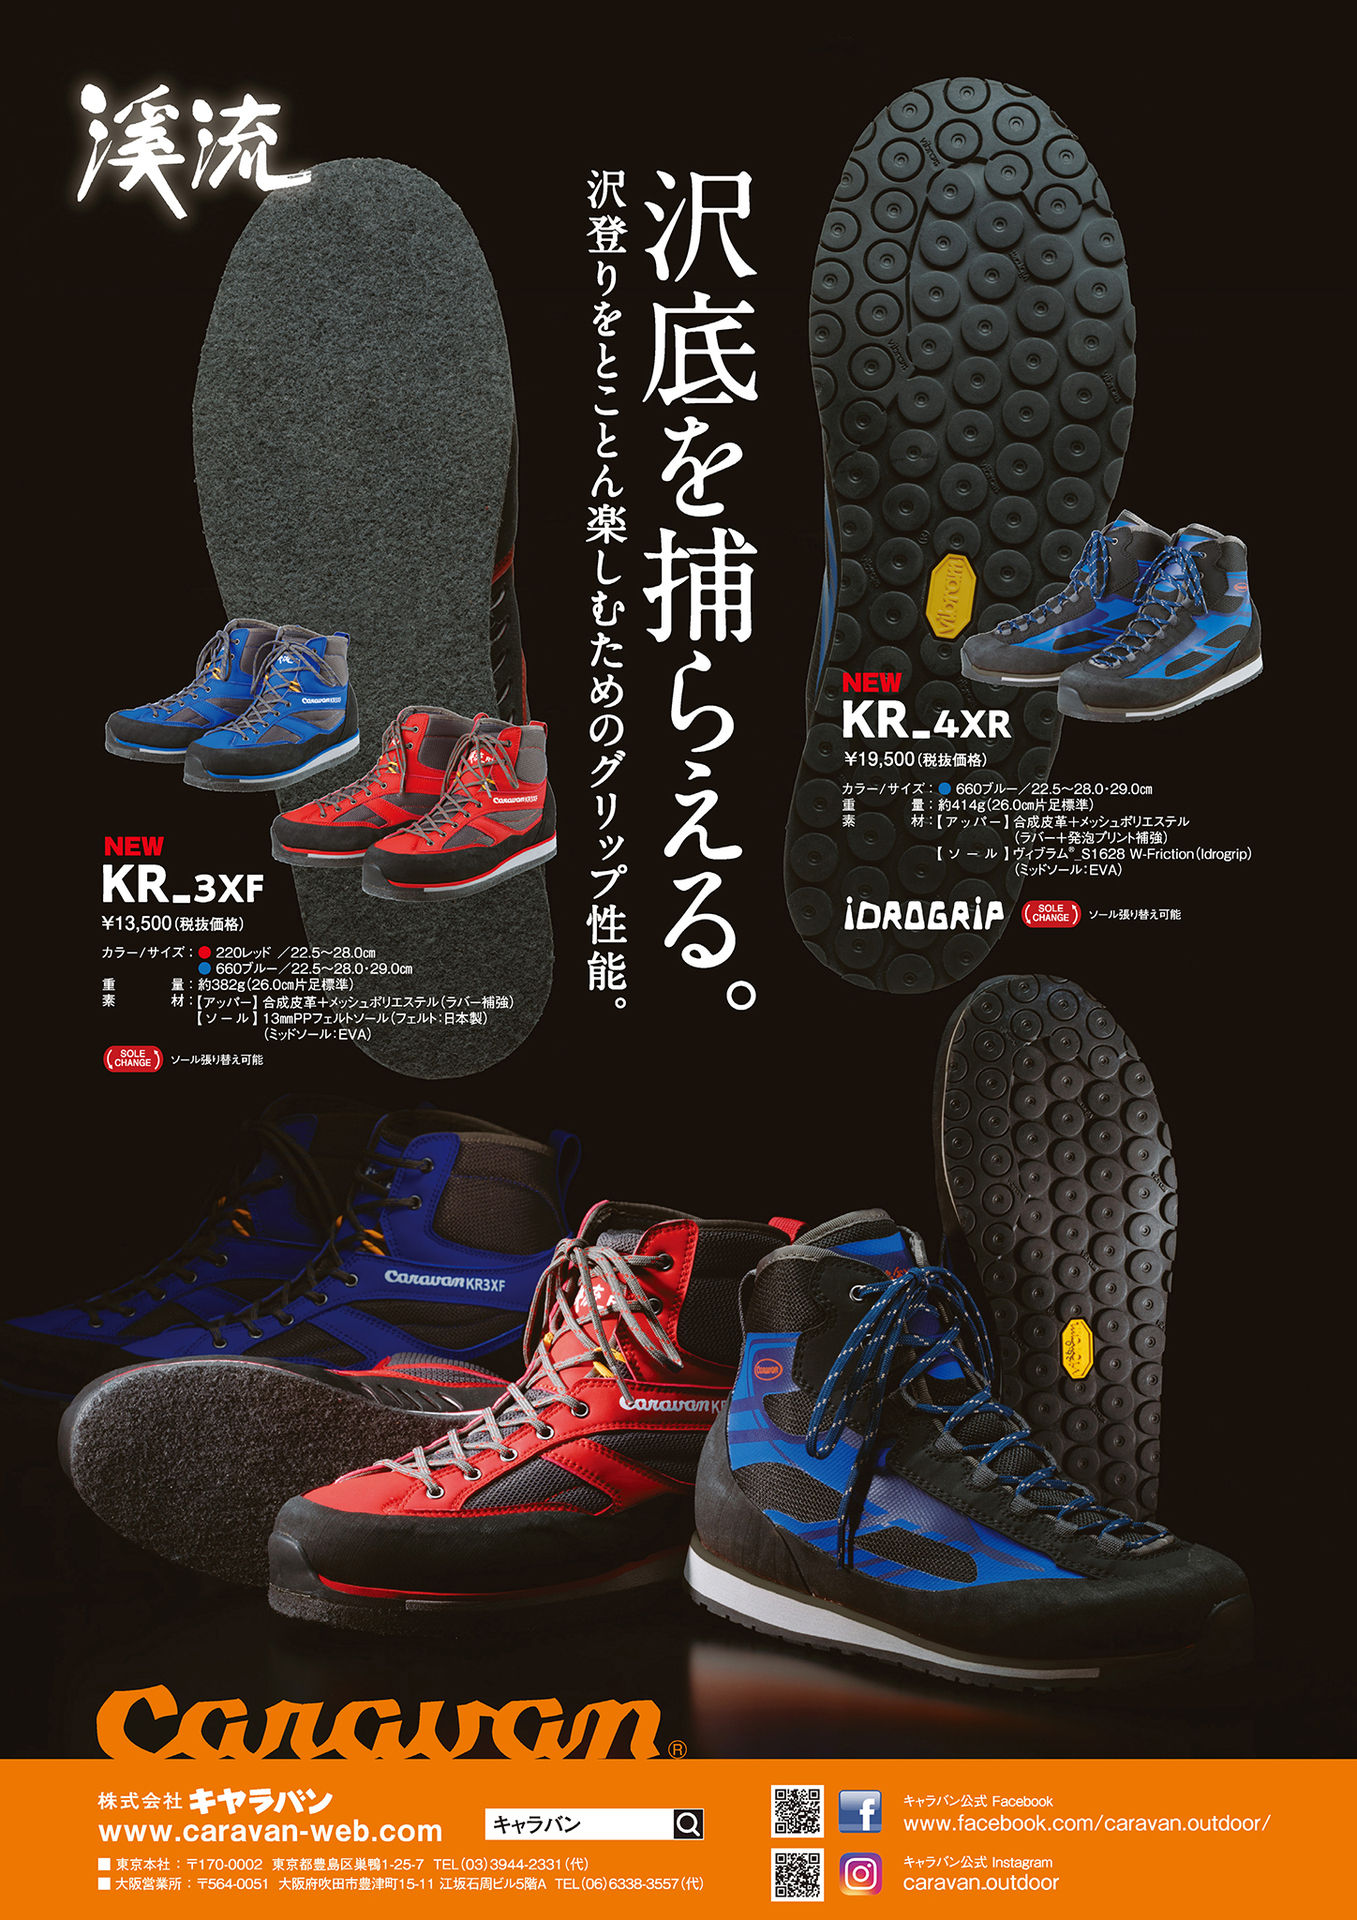 渓流
沢底を捕らえる。
沢登りをとことん楽しむためのグリップ性能。
NEW
KR_4XR
¥19,500(税抜価格)
カラー/サイズ：●660ブルー／22.5～28.0・29.0㎝
重　　　量：約414g(26.0㎝片足標準)
素　　　材：【アッパー】合成皮革＋メッシュポリエステル
(ラバー＋発泡プリント補強)
【ソール】ヴィブラム®_S1628 W-Friction(Idrogrip)
(ミッドソール：EVA)
IDROGRIP
SOLE CHANGE ソール張り替え可能
NEW
KR_3XF
¥13,500(税抜価格)
カラー/サイズ：●220レッド ／22.5～28.0㎝
●660ブルー／22.5～28.0・29.0㎝
重　　　量：約382g(26.0㎝片足標準)
素　　　材：【アッパー】合成皮革＋メッシュポリエステル(ラバー補強)
【ソール】13㎜PPフェルトソール(フェルト：日本製)
(ミッドソール：EVA)
SOLE CHANGE ソール張り替え可能
vibram
Caravan KR3XF
Caravan
Caravan®
株式会社 キャラバン
www.caravan-web.com
キャラバン
■東京本社：〒170-0002 東京都豊島区巣鴨1-25-7 TEL(03)3944-2331(代)
■大阪営業所：〒564-0051 大阪府吹田市豊津町15-11 江坂石周ビル5階A TEL(06)6338-3557(代)
キャラバン公式 Facebook
www.facebook.com/caravan.outdoor/
キャラバン公式 Instagram
caravan_outdoor